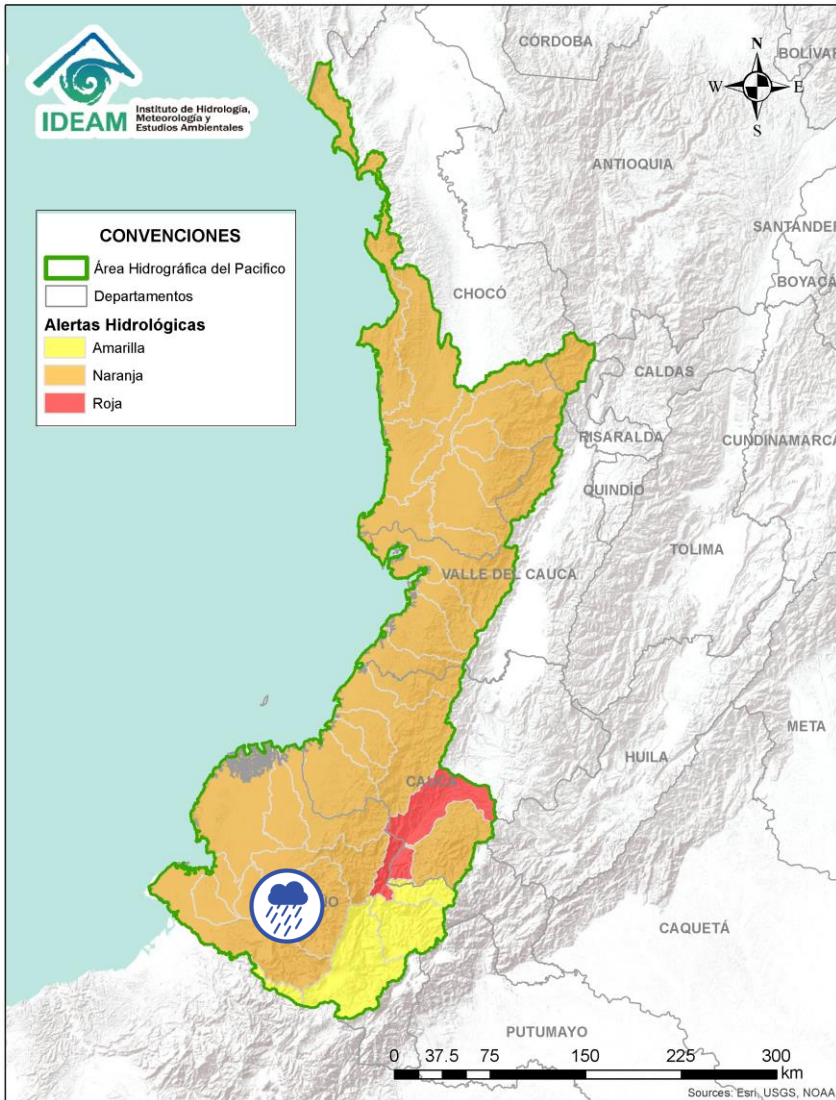 IDEAM
Instituto de Hidrología,
Meteorología y
Estudios Ambientales
CÓRDOBA
BOLÍVAR
N
W
E
S
ANTIOQUIA
SANTANDER
BOYACÁ
CONVENCIONES
Área Hidrográfica del Pacifico
Departamentos
Alertas Hidrológicas
Amarilla
Naranja
Roja
CHOCÓ
CALDAS
RISARALDA
CUNDINAMARCA
QUINDÍO
TOLIMA
VALLE DEL CAUCA
META
HUILA
CAUCA
NO
CAQUETÁ
PUTUMAYO
0 37.5 75 150 225 300
km
Sources: Esri, USGS, NOAA